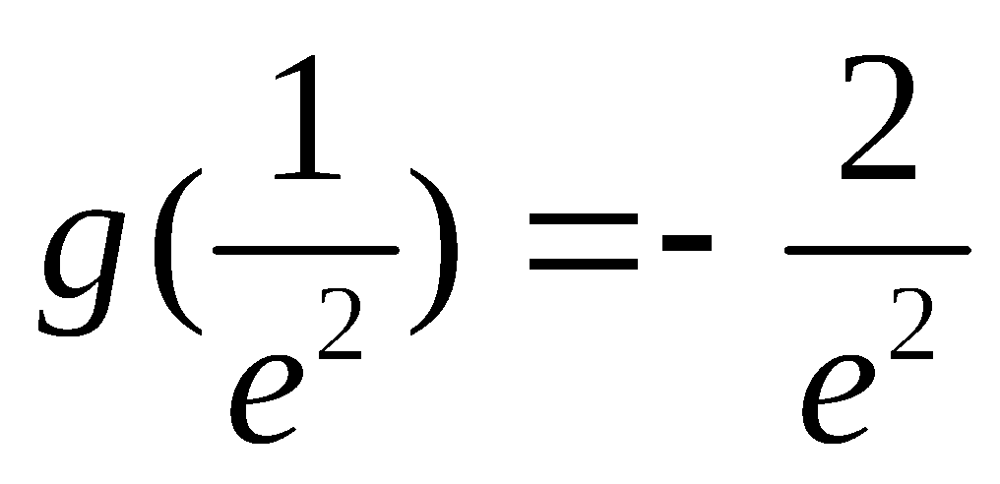 g(1/e²) = - 2/e²